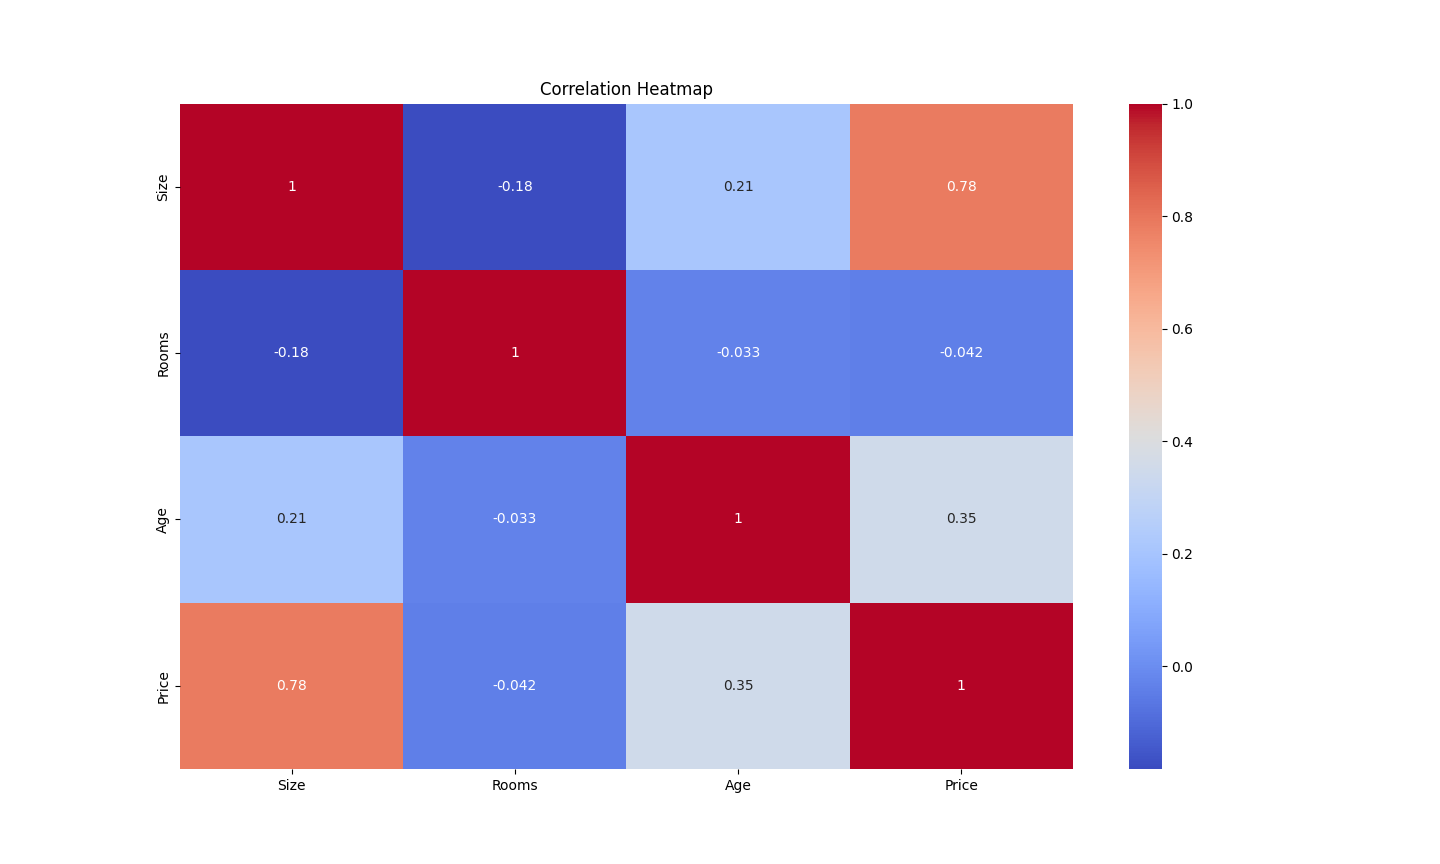 Correlation Heatmap
Size 1 -0.18 0.21 0.78
Rooms -0.18 1 -0.033 -0.042
Age 0.21 -0.033 1 0.35
Price 0.78 -0.042 0.35 1
Size Rooms Age Price
1.0
0.8
0.6
0.4
0.2
0.0